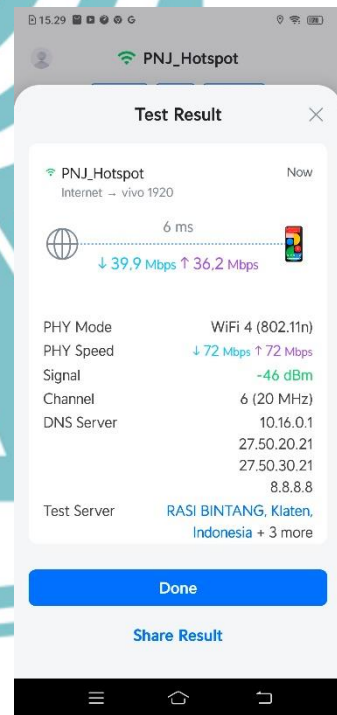 15.29
PNJ_Hotspot
Test Result
PNJ_Hotspot Now
Internet → vivo 1920
6 ms
↓ 39,9 Mbps ↑ 36,2 Mbps
PHY Mode WiFi 4 (802.11n)
PHY Speed ↓ 72 Mbps ↑ 72 Mbps
Signal -46 dBm
Channel 6 (20 MHz)
DNS Server 10.16.0.1
27.50.20.21
27.50.30.21
8.8.8.8
Test Server RASI BINTANG, Klaten,
Indonesia + 3 more
Done
Share Result